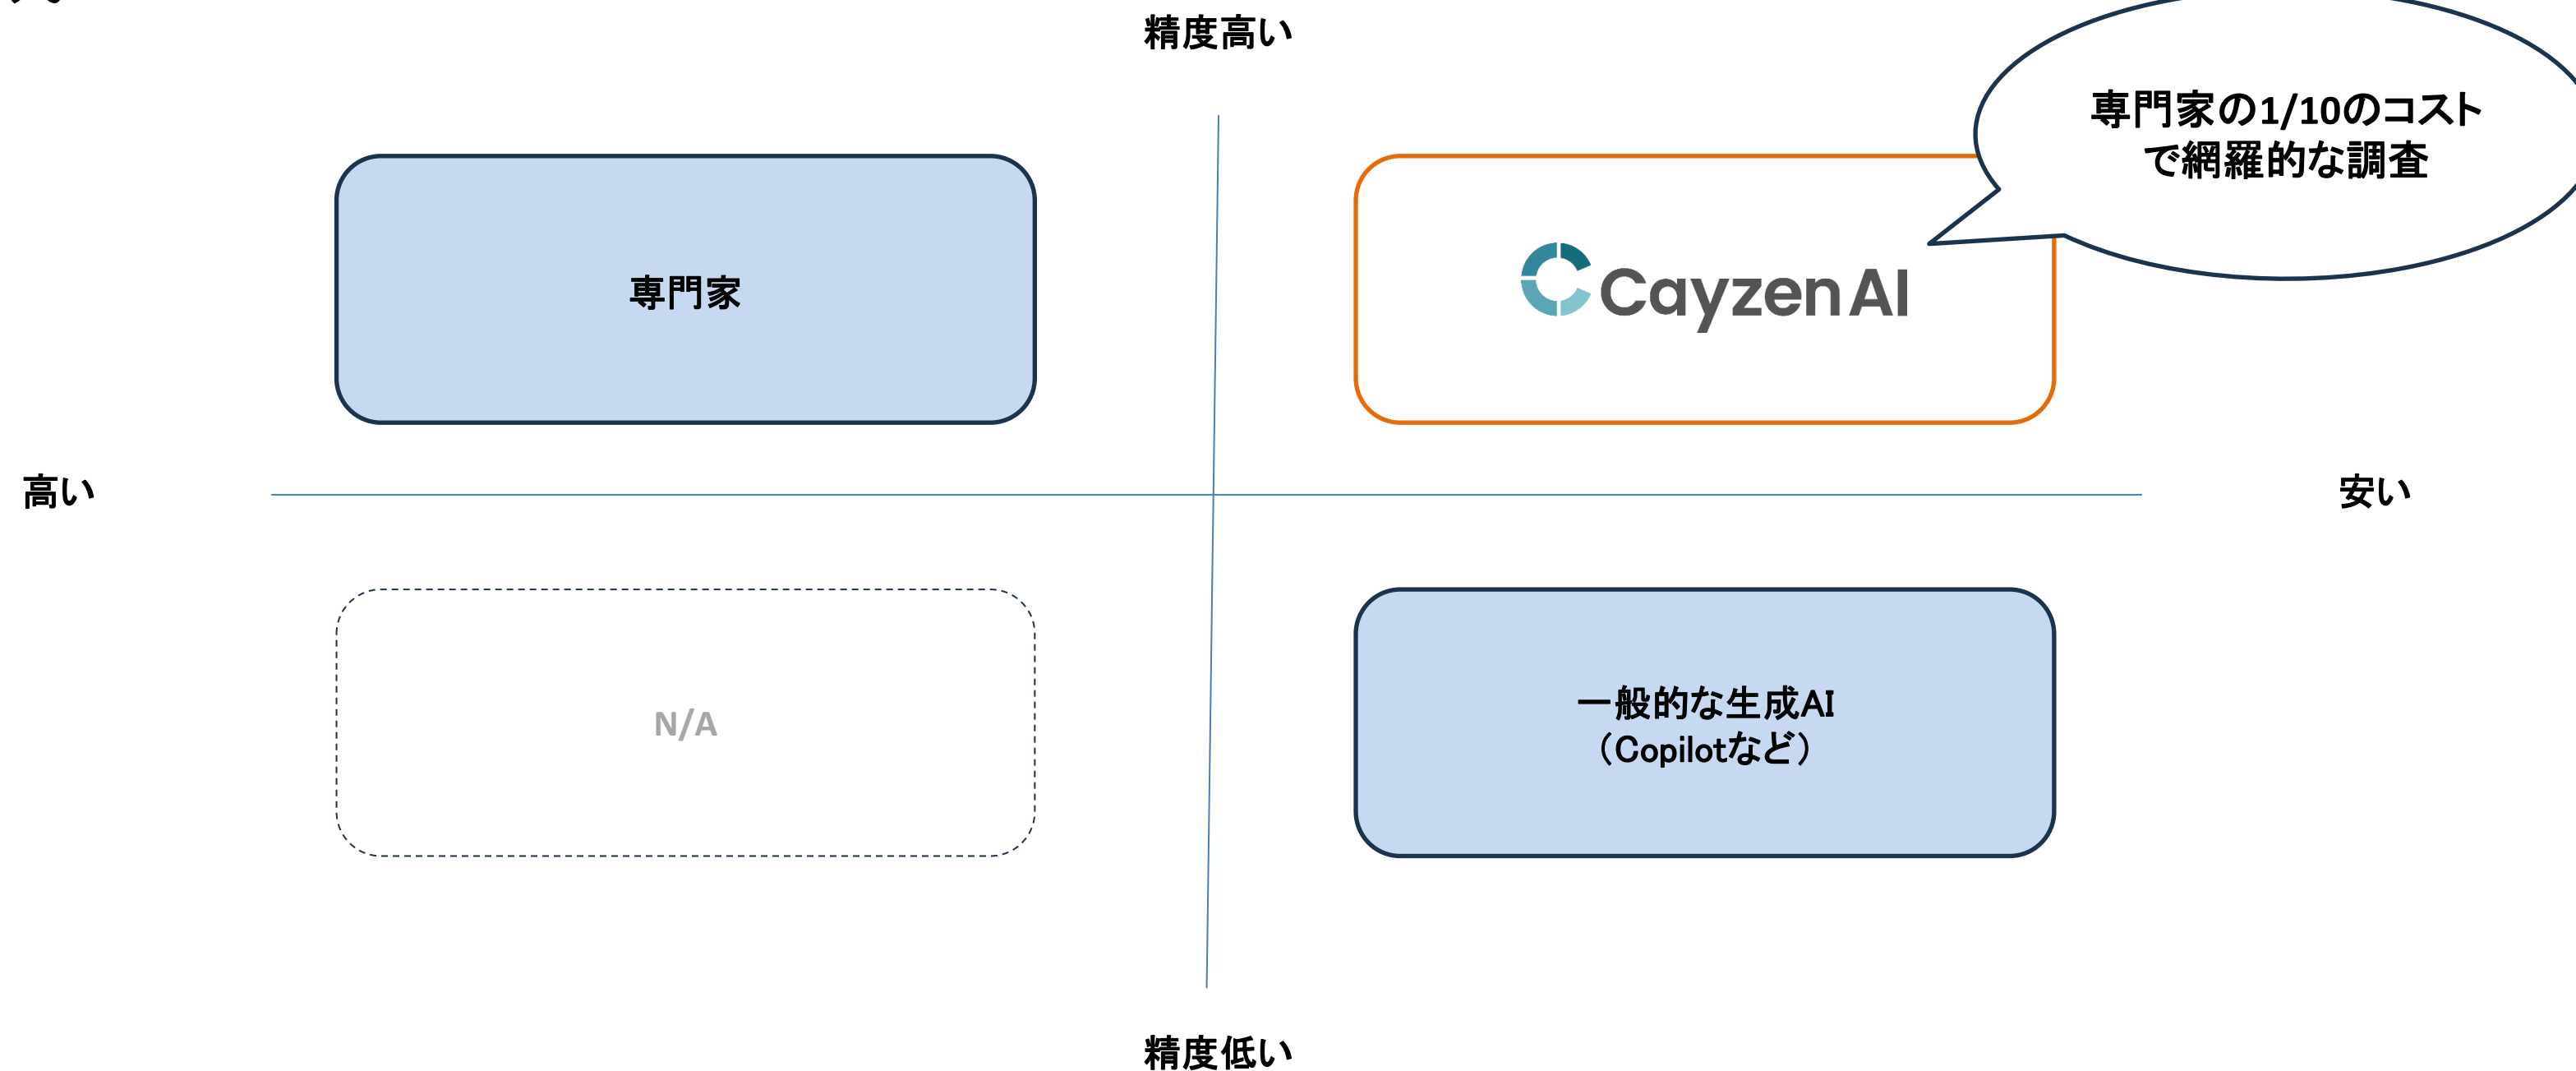 精度高い
専門家の1/10のコスト
で網羅的な調査
専門家
Cayzen AI
高い
安い
N/A
一般的な生成AI
（Copilotなど）
精度低い